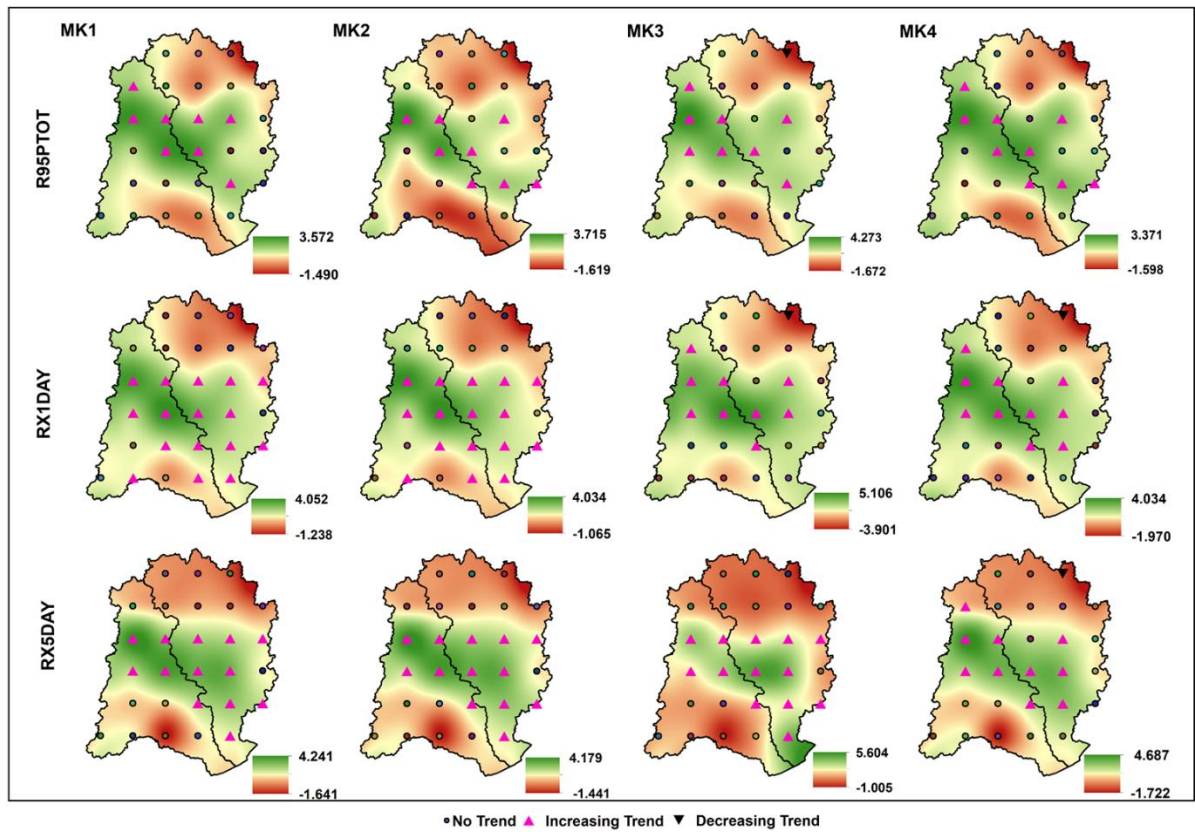 MK1 MK2 MK3 MK4
R95PTOT
3.572 3.715 4.273 3.371
-1.490 -1.619 -1.672 -1.598
RX1DAY
4.052 4.034 5.106 4.034
-1.238 -1.065 -3.901 -1.970
RX5DAY
4.241 4.179 5.604 4.687
-1.641 -1.441 -1.005 -1.722
No Trend Increasing Trend Decreasing Trend